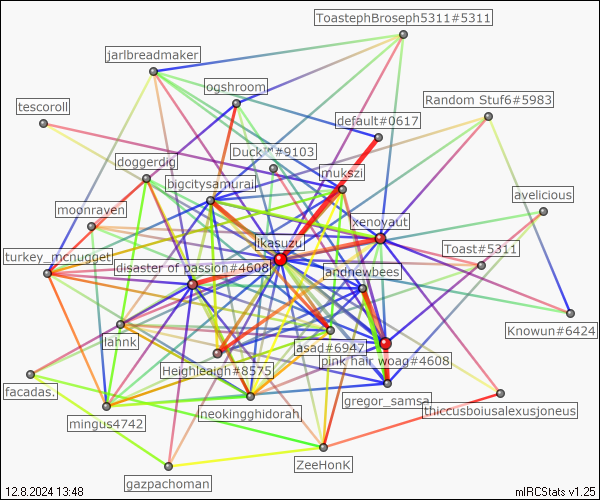 ToastephBroseph5311#5311
jarlbreadmaker
ogshroom
Random Stuf6#5983
tescoroll
default#0617
Duck™#9103
doggerdig
mukszi
bigcitysamurai
avelicious
moonraven
xenoyaut
ikasuzu
Toast#5311
turkey_mcnugget
disaster of passion#4608
andnewbees
Knowun#6424
llahnk
asad#6947
pink hair woag#4608
Heighleaigh#8575
facadas.
gregor_samsa
thiccusboiusalexusjoneus
neokingghidorah
mingus4742
ZeeHonK
gazpachoman
12.8.2024 13:48
mIRCStats v1.25